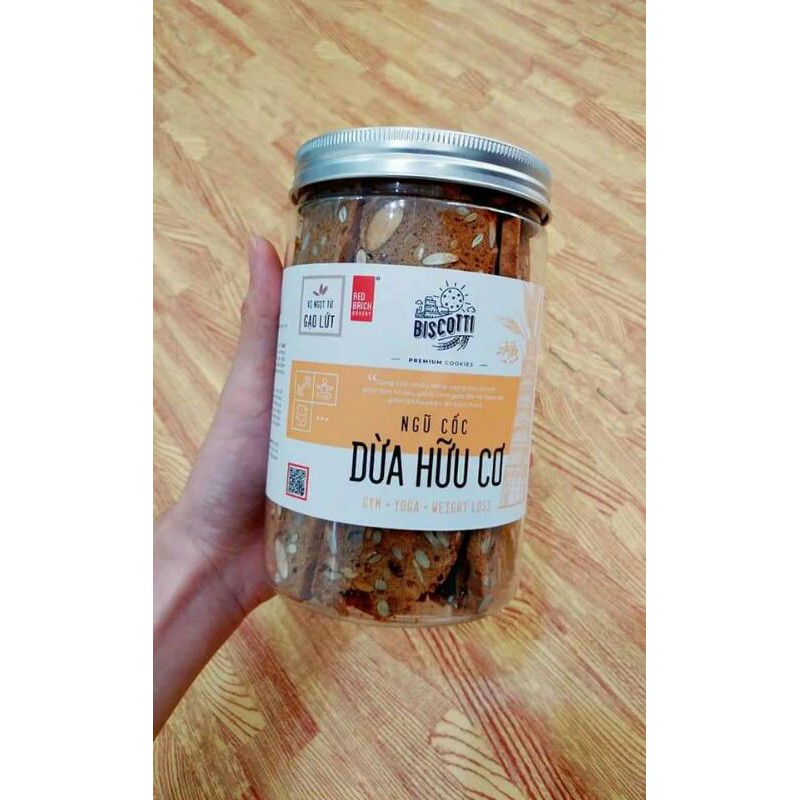 VỊ NGỌT TỪ
GẠO LỨT
RED
BRICK
BAKERY
BISCOTTI
PREMIUM COOKIES
NGŨ CỐC
DỪA HỮU CƠ
GYM • YOGA • WEIGHT LOSS